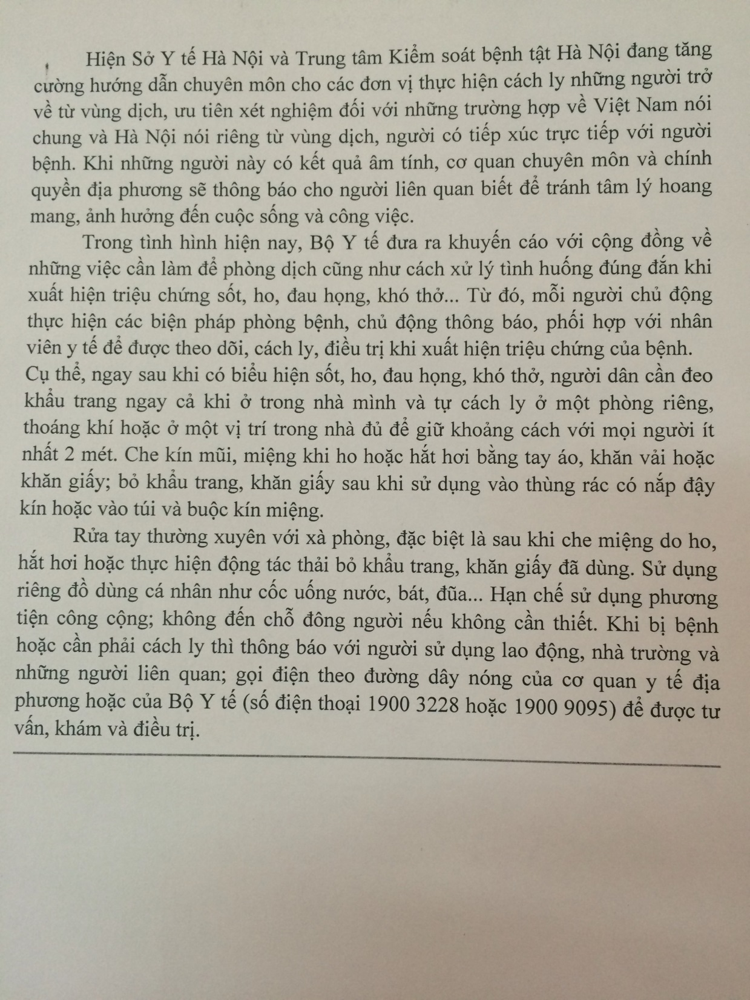 Hiện Sở Y tế Hà Nội và Trung tâm Kiểm soát bệnh tật Hà Nội đang tăng
cường hướng dẫn chuyên môn cho các đơn vị thực hiện cách ly những người trở
về từ vùng dịch, ưu tiên xét nghiệm đối với những trường hợp về Việt Nam nói
chung và Hà Nội nói riêng từ vùng dịch, người có tiếp xúc trực tiếp với người
bệnh. Khi những người này có kết quả âm tính, cơ quan chuyên môn và chính
quyền địa phương sẽ thông báo cho người liên quan biết để tránh tâm lý hoang
mang, ảnh hưởng đến cuộc sống và công việc.
Trong tình hình hiện nay, Bộ Y tế đưa ra khuyến cáo với cộng đồng về
những việc cần làm để phòng dịch cũng như cách xử lý tình huống đúng đắn khi
xuất hiện triệu chứng sốt, ho, đau họng, khó thở... Từ đó, mỗi người chủ động
thực hiện các biện pháp phòng bệnh, chủ động thông báo, phối hợp với nhân
viên y tế để được theo dõi, cách ly, điều trị khi xuất hiện triệu chứng của bệnh.
Cụ thể, ngay sau khi có biểu hiện sốt, ho, đau họng, khó thở, người dân cần đeo
khẩu trang ngay cả khi ở trong nhà mình và tự cách ly ở một phòng riêng,
thoáng khí hoặc ở một vị trí trong nhà đủ để giữ khoảng cách với mọi người ít
nhất 2 mét. Che kín mũi, miệng khi ho hoặc hắt hơi bằng tay áo, khăn vải hoặc
khăn giấy; bỏ khẩu trang, khăn giấy sau khi sử dụng vào thùng rác có nắp đậy
kín hoặc vào túi và buộc kín miệng.
Rửa tay thường xuyên với xà phòng, đặc biệt là sau khi che miệng do ho,
hắt hơi hoặc thực hiện động tác thải bỏ khẩu trang, khăn giấy đã dùng. Sử dụng
riêng đồ dùng cá nhân như cốc uống nước, bát, đũa... Hạn chế sử dụng phương
tiện công cộng; không đến chỗ đông người nếu không cần thiết. Khi bị bệnh
hoặc cần phải cách ly thì thông báo với người sử dụng lao động, nhà trường và
những người liên quan; gọi điện theo đường dây nóng của cơ quan y tế địa
phương hoặc của Bộ Y tế (số điện thoại 1900 3228 hoặc 1900 9095) để được tư
vấn, khám và điều trị.